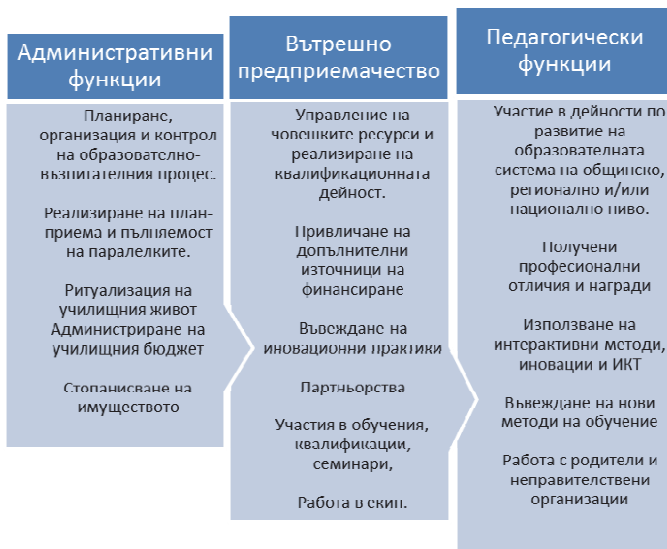 Административни
функции
Планиране,
организация и контрол
на образователно-
възпитателния процес.
Реализиране на план-
приема и пълняемост
на паралелките.
Ритуализация на
училищния живот
Администриране на
училищния бюджет
Стопанисване на
имуществото
Вътрешно
предприемачество
Управление на
човешките ресурси и
реализиране на
квалификационната
дейност.
Привличане на
допълнителни
източници на
финансиране
Въвеждане на
иновационни практики
Партньорства
Участия в обучения,
квалификации,
семинари,
Работа в екип.
Педагогически
функции
Участие в дейности по
развитие на
образователната
система на общинско,
регионално и/или
национално ниво.
Получени
професионални
отличия и награди
Използване на
интерактивни методи,
иновации и ИКТ
Въвеждане на нови
методи на обучение
Работа с родители и
неправителствени
организации